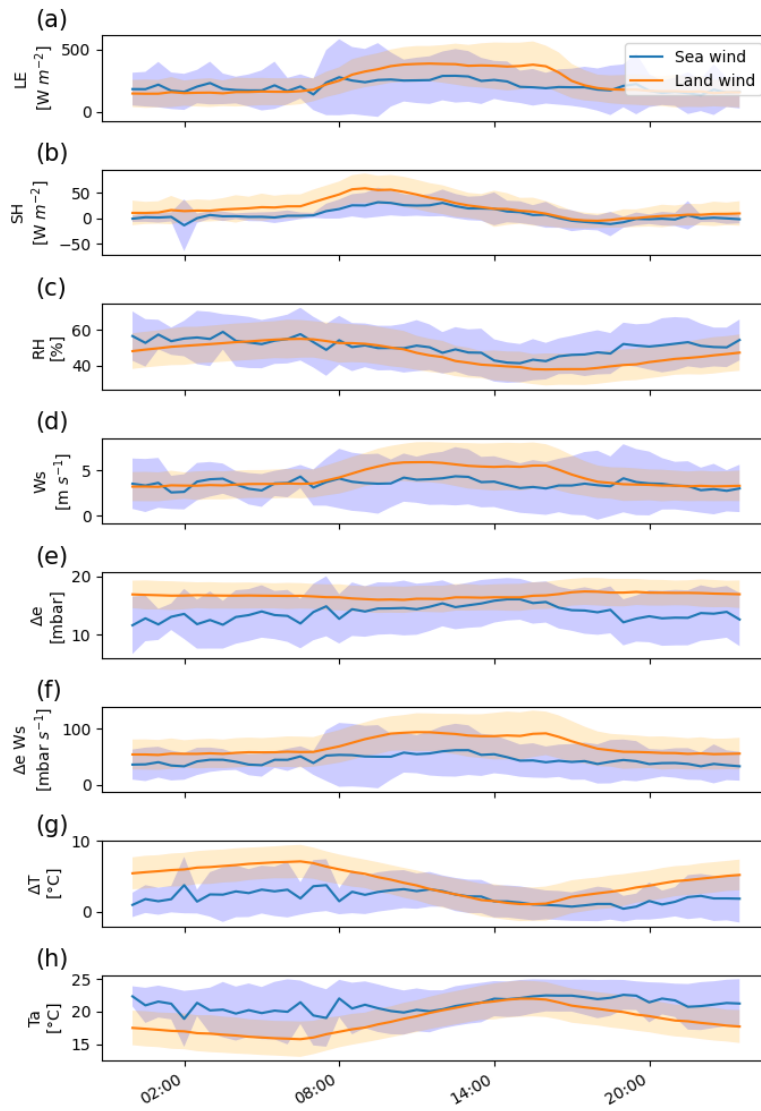 (a)
500
0
LE
[W m⁻²]
Sea wind
Land wind
(b)
50
0
−50
SH
[W m⁻²]
(c)
60
40
RH
[%]
(d)
5
0
Ws
[m s⁻¹]
(e)
20
10
Δe
[mbar]
(f)
100
0
Δe Ws
[mbar s⁻¹]
(g)
10
0
ΔT
[°C]
(h)
25
20
15
Ta
[°C]
02:00
08:00
14:00
20:00